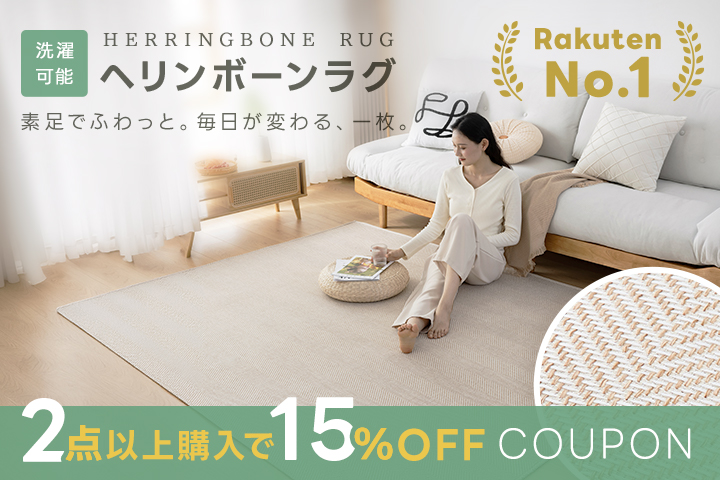 洗濯
可能
HERRINGBONE RUG
ヘリンボーンラグ
素足でふわっと。毎日が変わる、一枚。
Rakuten
No.1
2点以上購入で15%OFF COUPON